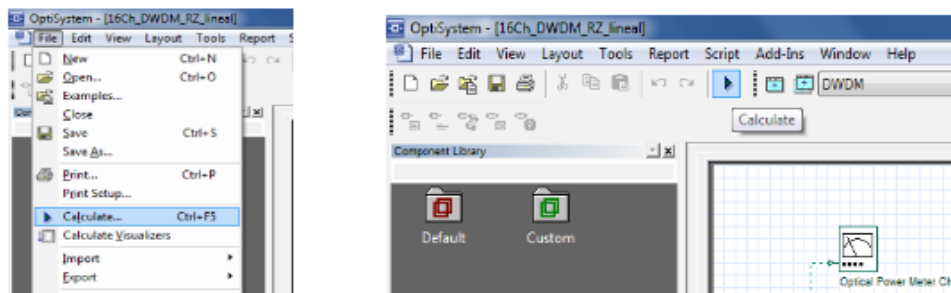 OptiSystem - [16Ch_DWDM_RZ_lineal]
File Edit View Layout Tools Report
New Ctrl+N
Open... Ctrl+O
Examples...
Close
Save Ctrl+S
Save As...
Print... Ctrl+P
Print Setup...
Calculate... Ctrl+F5
Calculate Visualizers
Import
Export
OptiSystem - [16Ch_DWDM_RZ_lineal]
File Edit View Layout Tools Report Script Add-Ins Window Help
DWDM
Calculate
Component Library
Default Custom
Optical Power Meter Ch